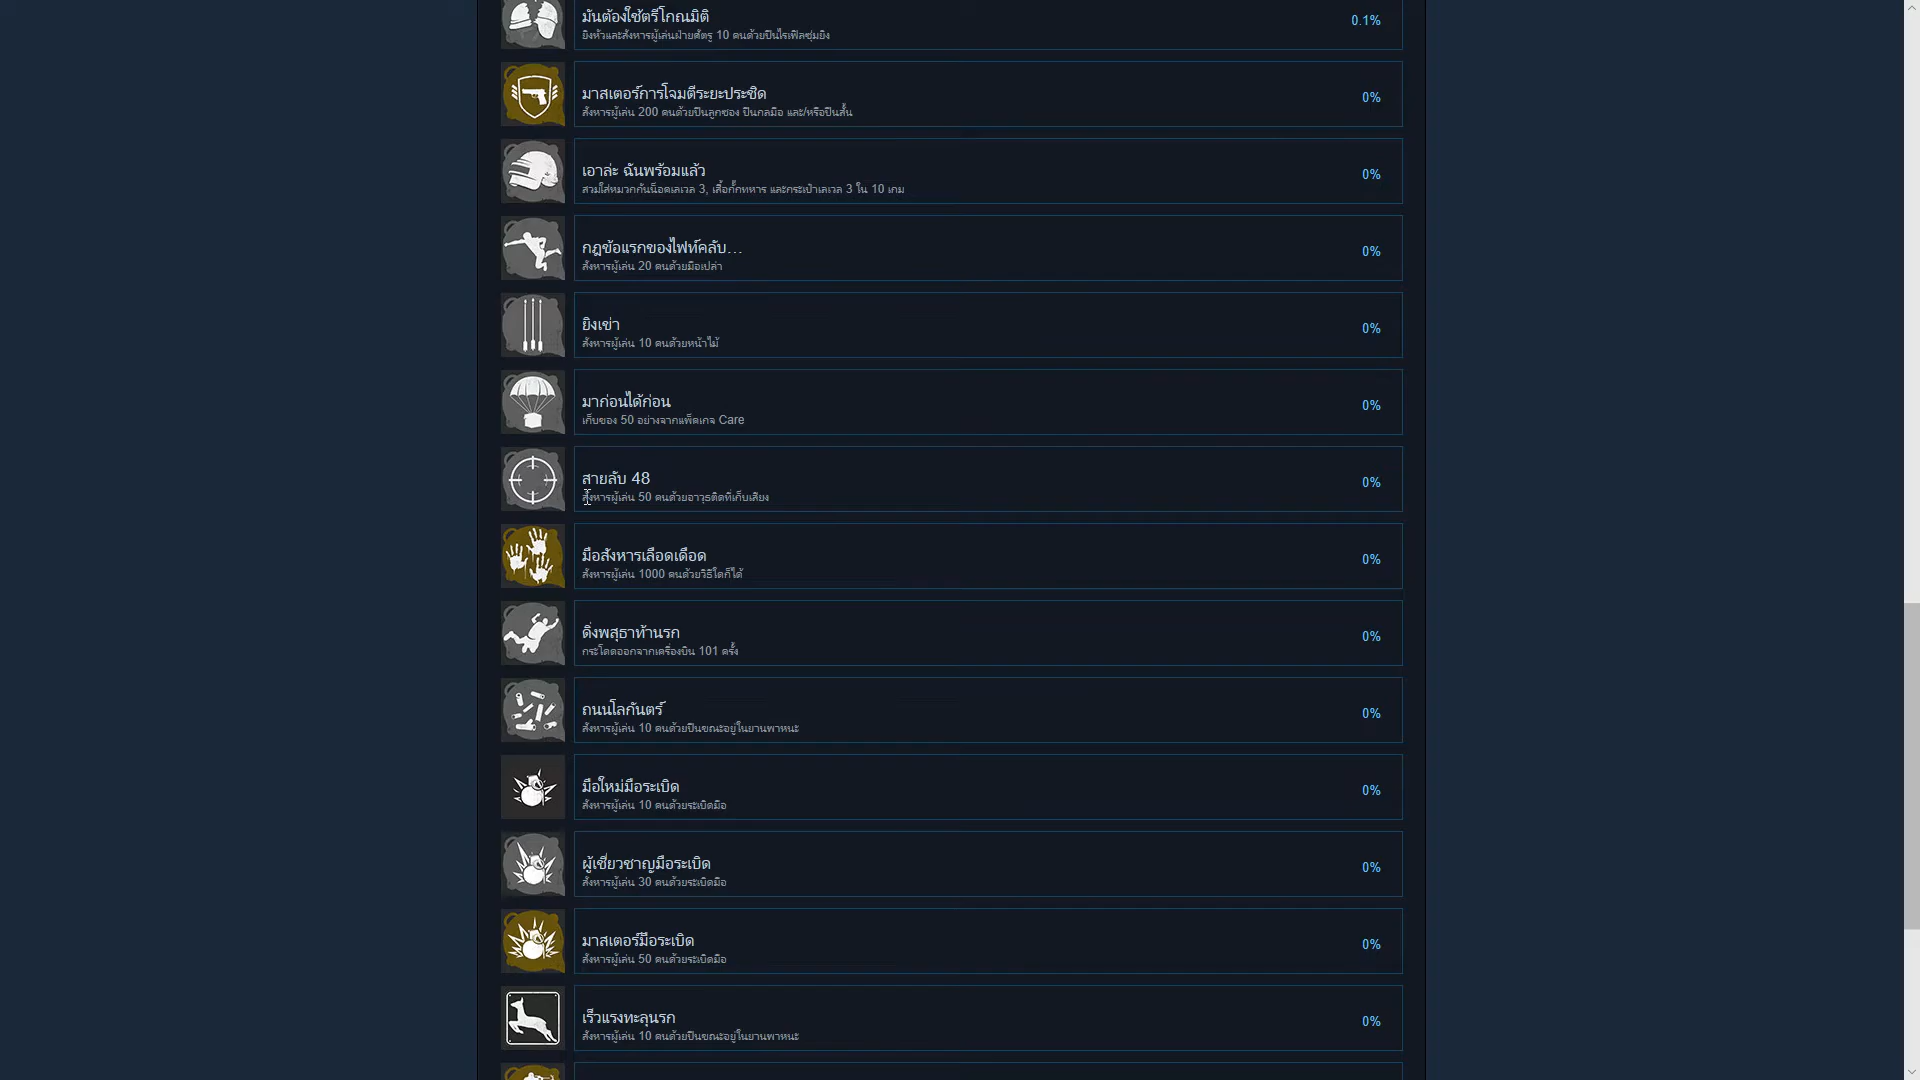 มันต้องใช้ตรีโกณมิติ
0.1%
ยิงหัวและสังหารผู้เล่นฝ่ายศัตรู 10 คนด้วยปืนไรเฟิลซุ่มยิง
มาสเตอร์การโจมตีระยะประชิด
0%
สังหารผู้เล่น 200 คนด้วยปืนลูกซอง ปืนกลมือ และ/หรือปืนสั้น
เอาล่ะ ฉันพร้อมแล้ว
0%
สวมใส่หมวกกันน็อคเลเวล 3, เสื้อกั๊กทหาร และกระเป๋าเลเวล 3 ใน 10 เกม
กฎข้อแรกของไฟท์คลับ...
0%
สังหารผู้เล่น 20 คนด้วยมือเปล่า
ยิงเข่า
0%
สังหารผู้เล่น 10 คนด้วยหน้าไม้
มาก่อนได้ก่อน
0%
เก็บของ 50 อย่างจากแพ็คเกจ Care
สายลับ 48
0%
สังหารผู้เล่น 50 คนด้วยอาวุธติดที่เก็บเสียง
มือสังหารเลือดเดือด
0%
สังหารผู้เล่น 1000 คนด้วยวิธีใดก็ได้
ดิ่งพสุธาท้านรก
0%
กระโดดออกจากเครื่องบิน 101 ครั้ง
ถนนโลกันตร์
0%
สังหารผู้เล่น 10 คนด้วยปืนขณะอยู่ในยานพาหนะ
มือใหม่มือระเบิด
0%
สังหารผู้เล่น 10 คนด้วยระเบิดมือ
ผู้เชี่ยวชาญมือระเบิด
0%
สังหารผู้เล่น 30 คนด้วยระเบิดมือ
มาสเตอร์มือระเบิด
0%
สังหารผู้เล่น 50 คนด้วยระเบิดมือ
เร็วแรงทะลุนรก
0%
สังหารผู้เล่น 10 คนด้วยปืนขณะอยู่ในยานพาหนะ